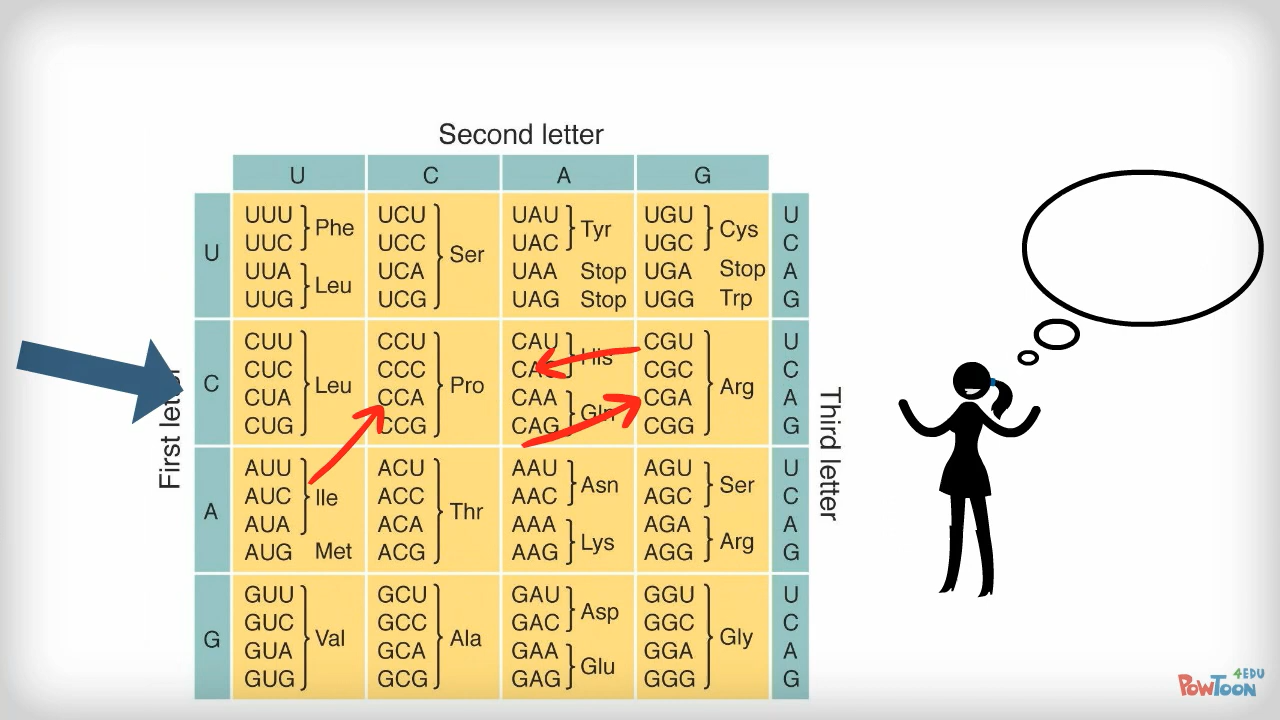 Second letter
U C A G
U
UUU UCU UAU UGU U
Phe Tyr Cys
UUC UCC UAC UGC C
Ser
UUA UCA UAA Stop UGA Stop A
Leu
UUG UCG UAG Stop UGG Trp G
C
CUU CCU CAU CGU U
His
CUC CCC CAC CGC C
Leu Pro Arg
CUA CCA CAA CGA A
Gln
CUG CCG CAG CGG G
A
AUU ACU AAU AGU U
Asn Ser
AUC Ile ACC AAC AGC C
Thr
AUA ACA AAA AGA A
Lys Arg
AUG Met ACG AAG AGG G
G
GUU GCU GAU GGU U
Asp
GUC GCC GAC GGC C
Val Ala Gly
GUA GCA GAA GGA A
Glu
GUG GCG GAG GGG G
First letter
Third letter
4EDU
POWTOON